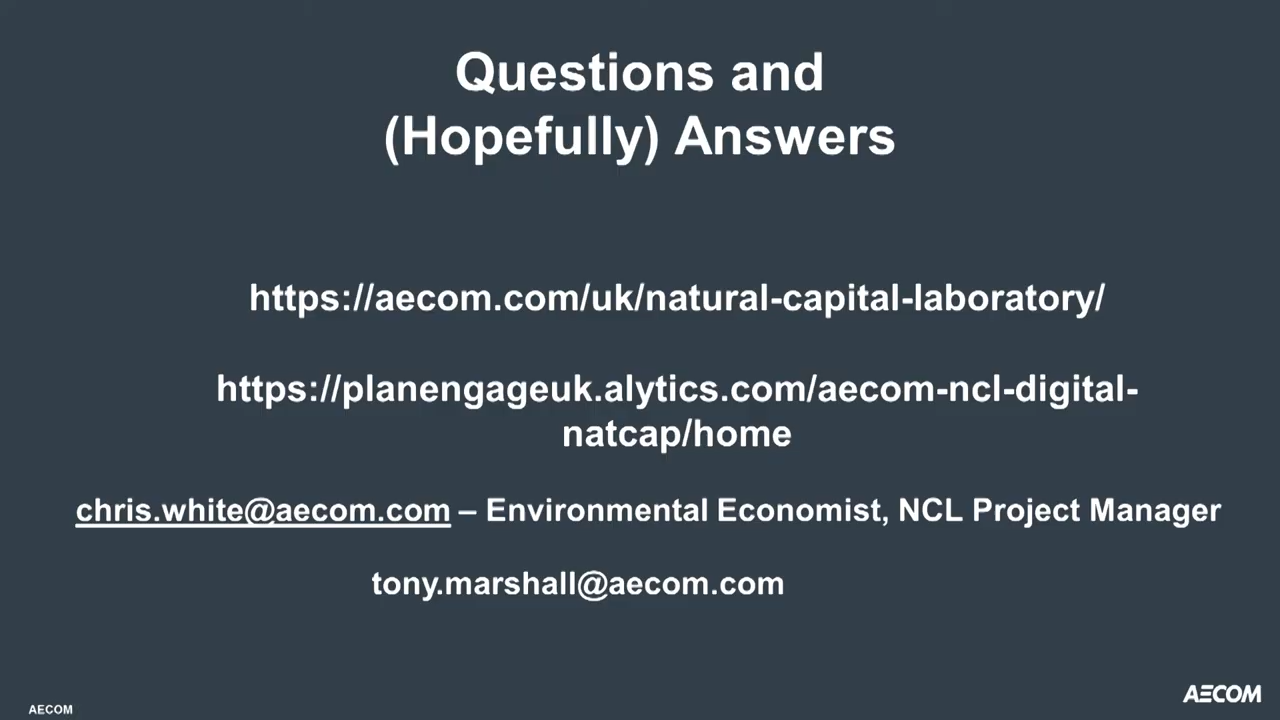 Questions and
(Hopefully) Answers
https://aecom.com/uk/natural-capital-laboratory/
https://planengageuk.alytics.com/aecom-ncl-digital-
natcap/home
chris.white@aecom.com – Environmental Economist, NCL Project Manager
tony.marshall@aecom.com
AECOM
AECOM